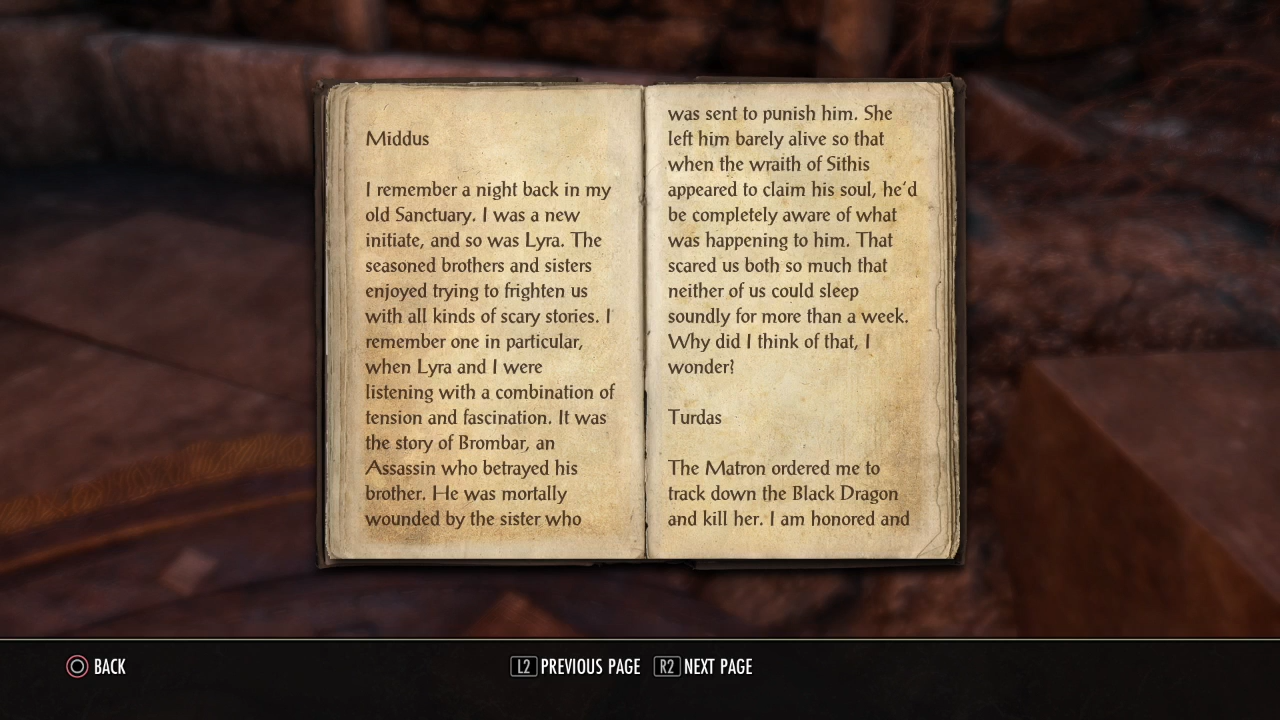 Middus
I remember a night back in my
old Sanctuary. I was a new
initiate, and so was Lyra. The
seasoned brothers and sisters
enjoyed trying to frighten us
with all kinds of scary stories. I
remember one in particular,
when Lyra and I were
listening with a combination of
tension and fascination. It was
the story of Brombar, an
Assassin who betrayed his
brother. He was mortally
wounded by the sister who
was sent to punish him. She
left him barely alive so that
when the wraith of Sithis
appeared to claim his soul, he'd
be completely aware of what
was happening to him. That
scared us both so much that
neither of us could sleep
soundly for more than a week.
Why did I think of that, I
wonder?
Turdas
The Matron ordered me to
track down the Black Dragon
and kill her. I am honored and
BACK
L2 PREVIOUS PAGE R2 NEXT PAGE